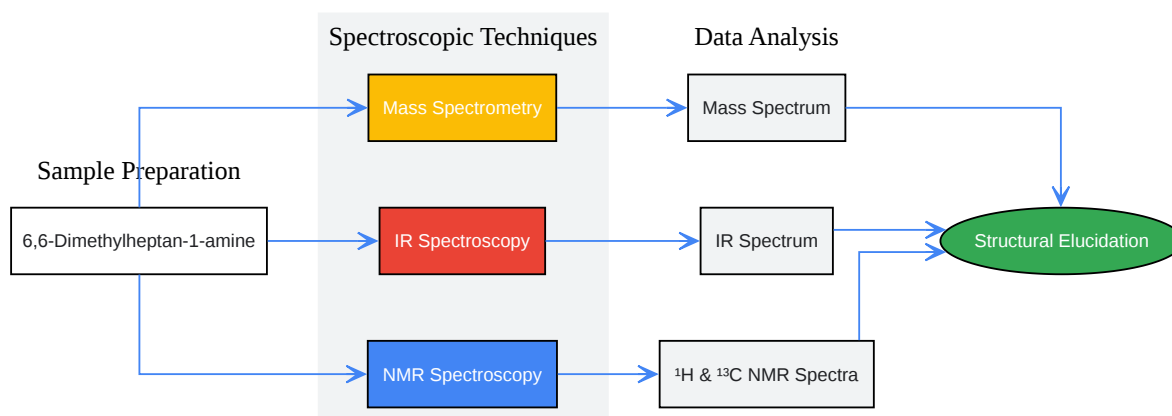 Spectroscopic Techniques
Data Analysis
Mass Spectrometry
Mass Spectrum
Sample Preparation
6,6-Dimethylheptan-1-amine
IR Spectroscopy
IR Spectrum
Structural Elucidation
NMR Spectroscopy
¹H & ¹³C NMR Spectra